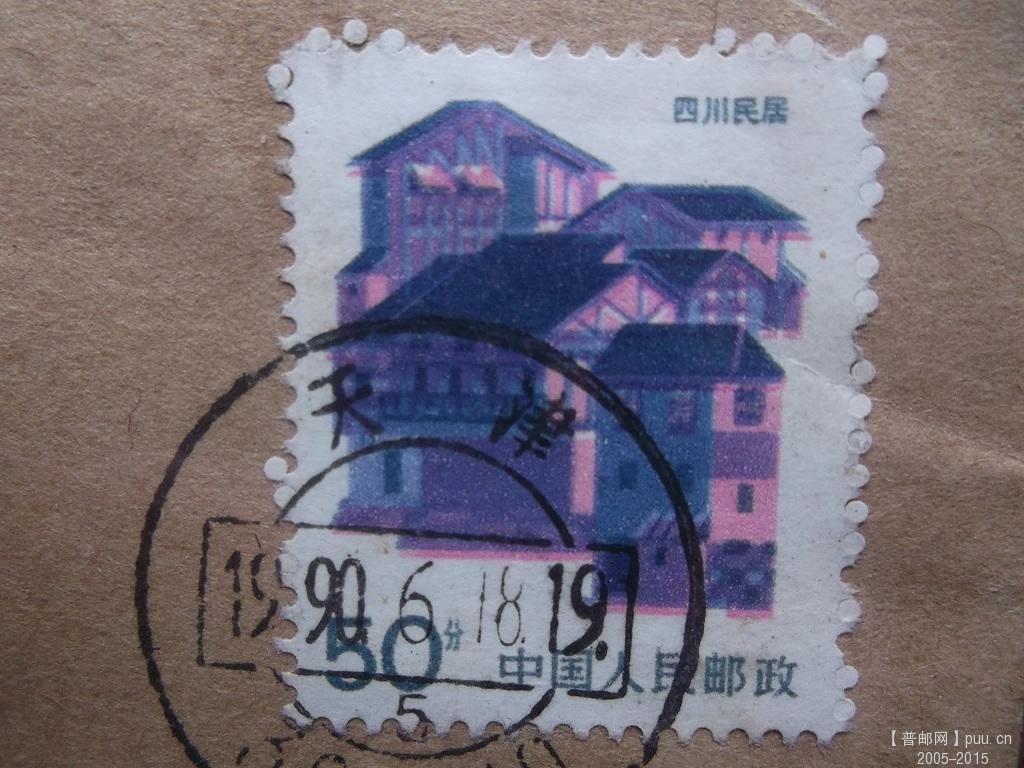 四川民居
天津
1990.6.18.19.
50分
中国人民邮政
5
【普邮网】puu.cn
2005-2015